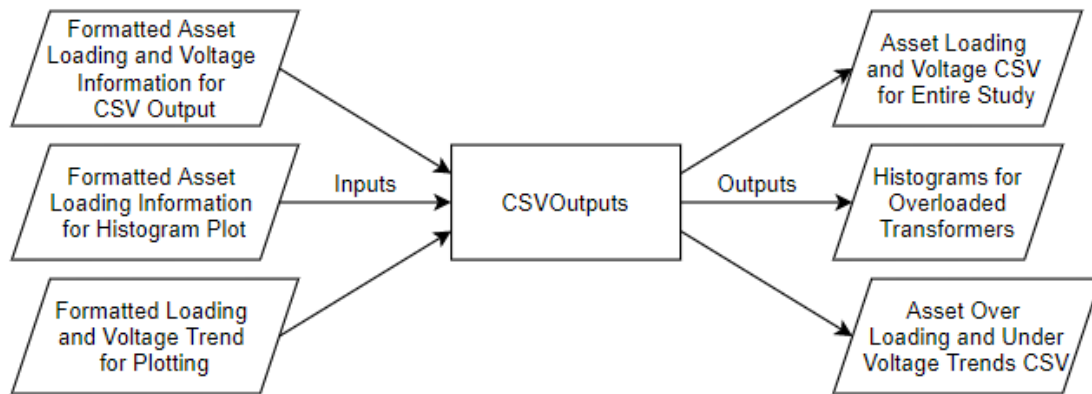 Formatted Asset
Loading and Voltage
Information for
CSV Output
Formatted Asset
Loading Information
for Histogram Plot
Formatted Loading
and Voltage Trend
for Plotting
Inputs
CSVOutputs
Outputs
Asset Loading
and Voltage CSV
for Entire Study
Histograms for
Overloaded
Transformers
Asset Over
Loading and Under
Voltage Trends CSV